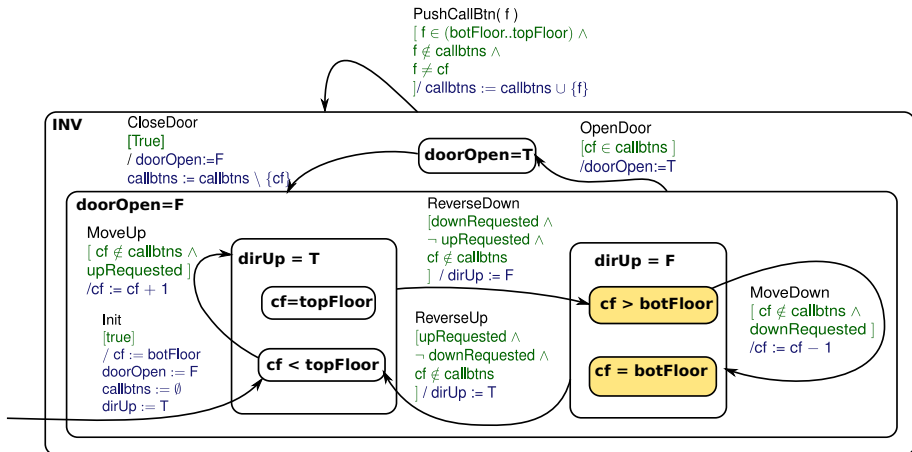 PushCallBtn( f )
[ f ∈ (botFloor..topFloor) ∧
f ∉ callbtns ∧
f ≠ cf
]/ callbtns := callbtns ∪ {f}
INV
CloseDoor
[True]
/ doorOpen:=F
callbtns := callbtns \ {cf}
doorOpen=T
OpenDoor
[cf ∈ callbtns ]
/doorOpen:=T
doorOpen=F
MoveUp
[ cf ∉ callbtns ∧
upRequested ]
/cf := cf + 1
Init
[true]
/ cf := botFloor
doorOpen := F
callbtns := ∅
dirUp := T
dirUp = T
cf=topFloor
cf < topFloor
ReverseDown
[downRequested ∧
¬ upRequested ∧
cf ∉ callbtns
] / dirUp := F
ReverseUp
[upRequested ∧
¬ downRequested ∧
cf ∉ callbtns
] / dirUp := T
dirUp = F
cf > botFloor
cf = botFloor
MoveDown
[ cf ∉ callbtns ∧
downRequested ]
/cf := cf − 1